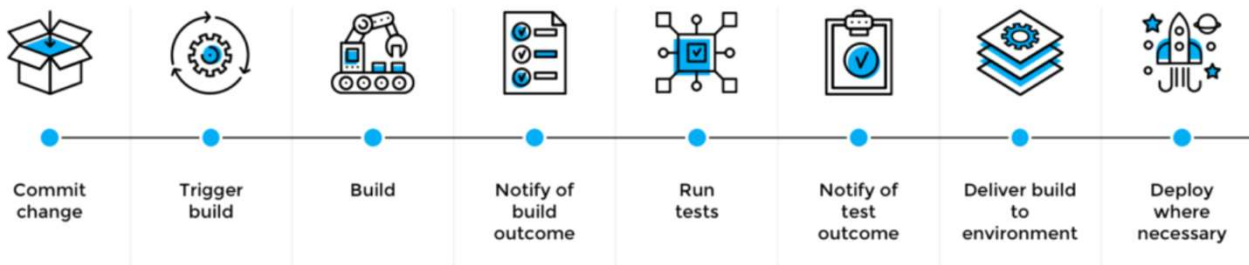 Commit
change
Trigger
build
Build
Notify of
build
outcome
Run
tests
Notify of
test
outcome
Deliver build
to
environment
Deploy
where
necessary